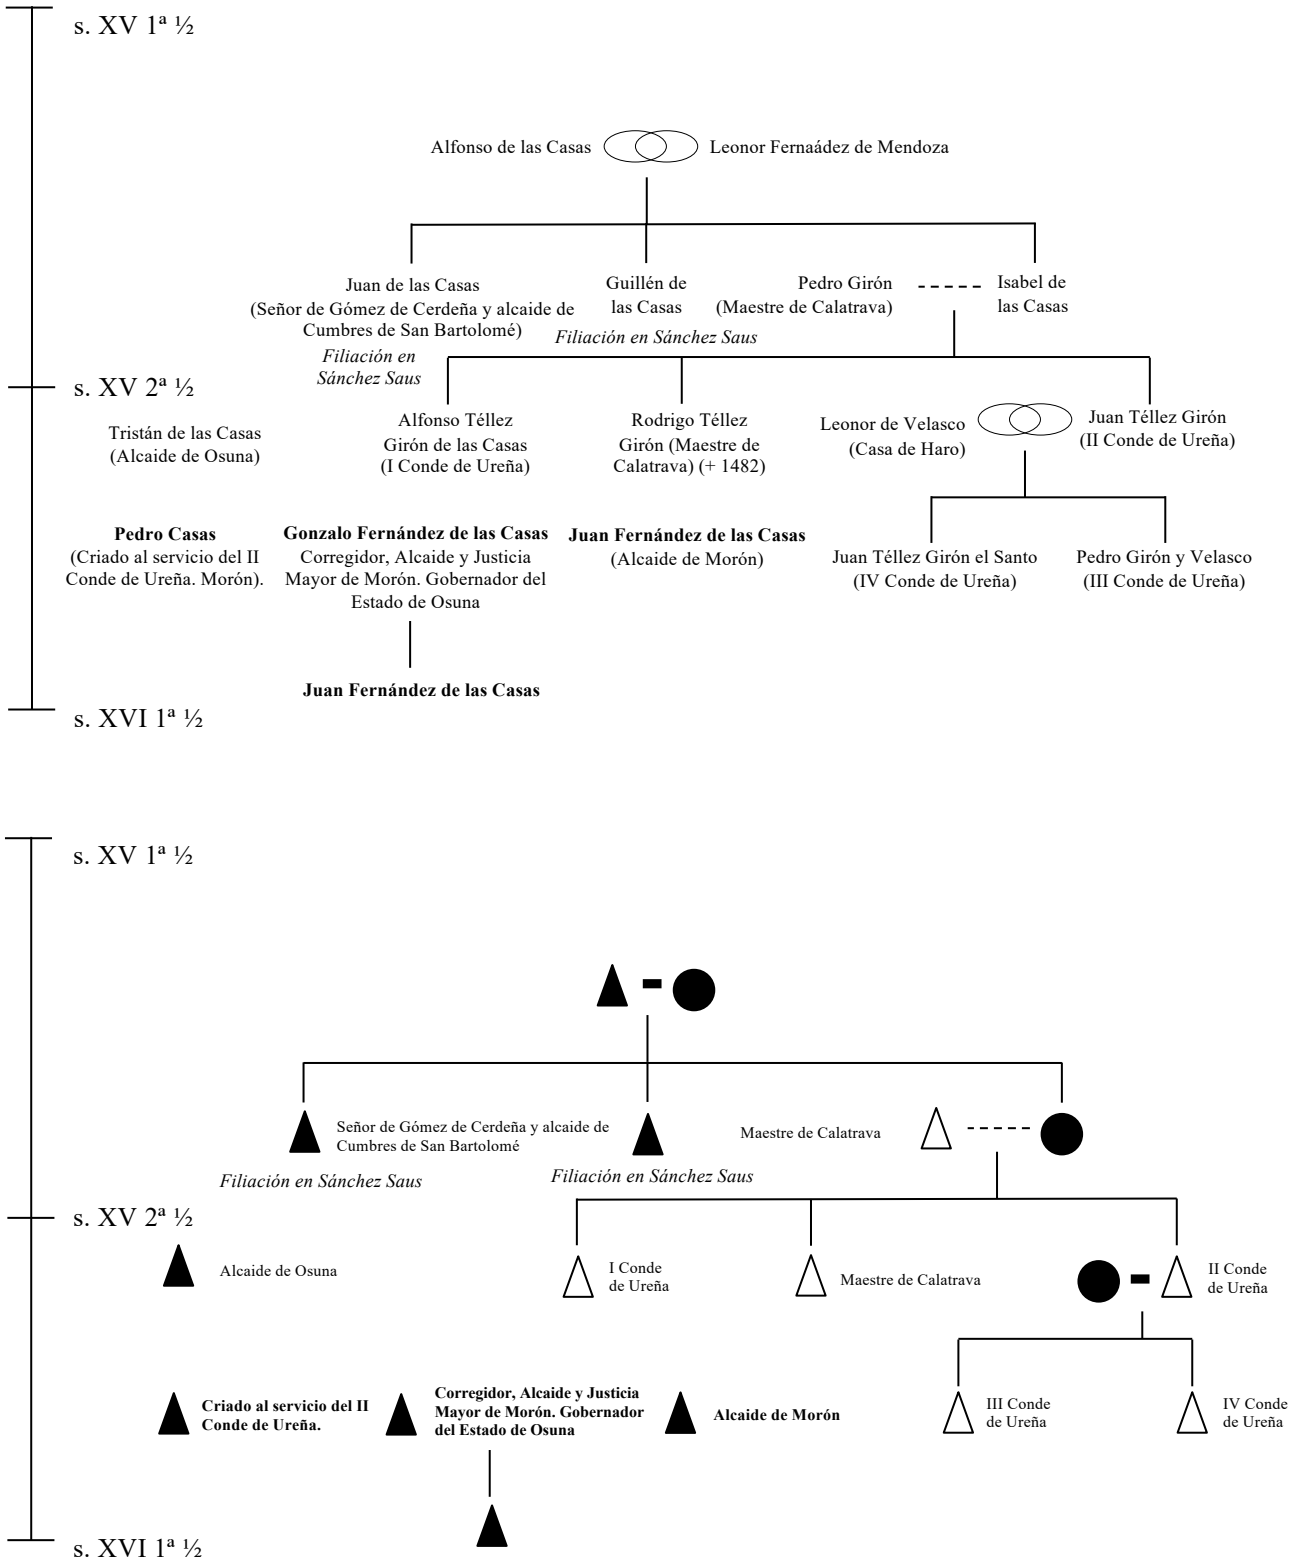 s. XV 1ª ½
Alfonso de las Casas
Leonor Fernaádez de Mendoza
Juan de las Casas
(Señor de Gómez de Cerdeña y alcaide de
Cumbres de San Bartolomé)
Filiación en
Sánchez Saus
Guillén de
las Casas
Filiación en Sánchez Saus
Pedro Girón
(Maestre de Calatrava)
Isabel de
las Casas
s. XV 2ª ½
Tristán de las Casas
(Alcaide de Osuna)
Alfonso Téllez
Girón de las Casas
(I Conde de Ureña)
Rodrigo Téllez
Girón (Maestre de
Calatrava) (+ 1482)
Leonor de Velasco
(Casa de Haro)
Juan Téllez Girón
(II Conde de Ureña)
Pedro Casas
(Criado al servicio del II
Conde de Ureña. Morón).
Gonzalo Fernández de las Casas
Corregidor, Alcaide y Justicia
Mayor de Morón. Gobernador del
Estado de Osuna
Juan Fernández de las Casas
(Alcaide de Morón)
Juan Téllez Girón el Santo
(IV Conde de Ureña)
Pedro Girón y Velasco
(III Conde de Ureña)
Juan Fernández de las Casas
s. XVI 1ª ½
s. XV 1ª ½
Señor de Gómez de Cerdeña y alcaide de
Cumbres de San Bartolomé
Filiación en Sánchez Saus
Filiación en Sánchez Saus
Maestre de Calatrava
s. XV 2ª ½
Alcaide de Osuna
I Conde
de Ureña
Maestre de Calatrava
II Conde
de Ureña
Criado al servicio del II
Conde de Ureña.
Corregidor, Alcaide y Justicia
Mayor de Morón. Gobernador
del Estado de Osuna
Alcaide de Morón
III Conde
de Ureña
IV Conde
de Ureña
s. XVI 1ª ½